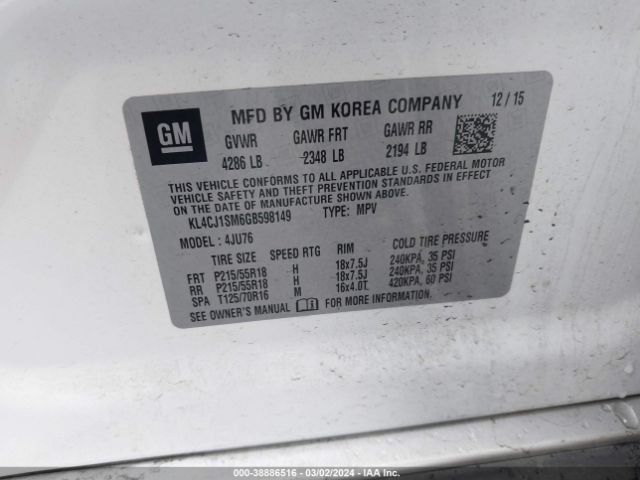 GM
MFD BY GM KOREA COMPANY 12 / 15
GVWR GAWR FRT GAWR RR
4286 LB 2348 LB 2194 LB
THIS VEHICLE CONFORMS TO ALL APPLICABLE U.S. FEDERAL MOTOR
VEHICLE SAFETY AND THEFT PREVENTION STANDARDS IN EFFECT
ON THE DATE OF MANUFACTURE SHOWN ABOVE.
KL4CJ1SM6GB598149 TYPE: MPV
MODEL: 4JU76
TIRE SIZE SPEED RTG RIM COLD TIRE PRESSURE
FRT P215/55R18 H 18x7.5J 240KPA, 35 PSI
RR P215/55R18 H 18x7.5J 240KPA, 35 PSI
SPA T125/70R16 M 16x4.0T 420KPA, 60 PSI
SEE OWNER'S MANUAL FOR MORE INFORMATION.
000-38886516 | 03/02/2024 - IAAI.com